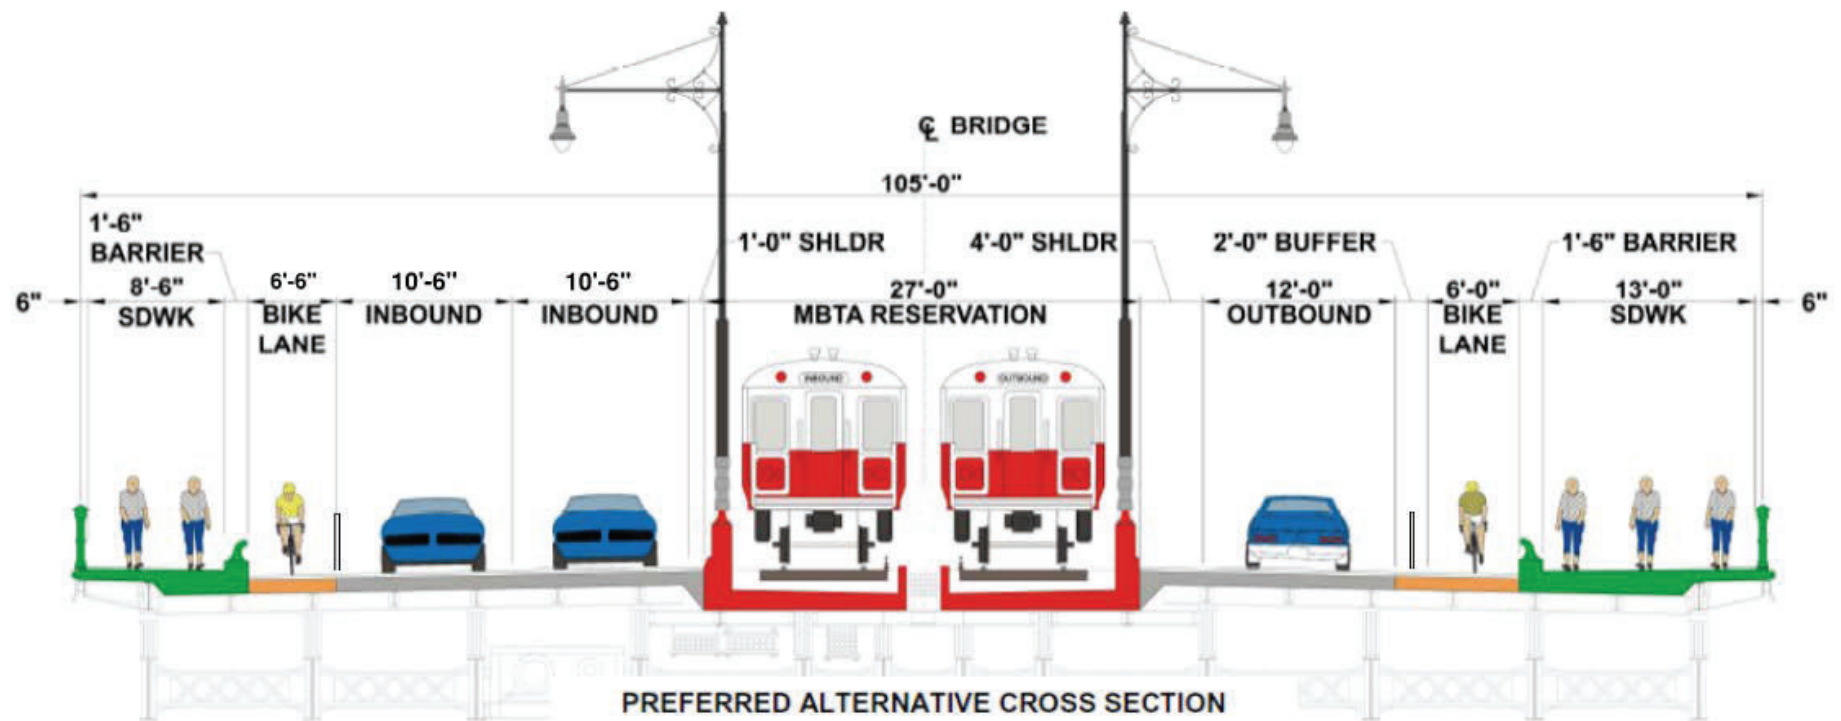 ℄ BRIDGE
105'-0"
1'-6"
BARRIER
1'-0" SHLDR
4'-0" SHLDR
2'-0" BUFFER
1'-6" BARRIER
6"
8'-6"
SDWK
6'-6"
BIKE
LANE
10'-6"
INBOUND
10'-6"
INBOUND
27'-0"
MBTA RESERVATION
12'-0"
OUTBOUND
6'-0"
BIKE
LANE
13'-0"
SDWK
6"
INBOUND
OUTBOUND
PREFERRED ALTERNATIVE CROSS SECTION